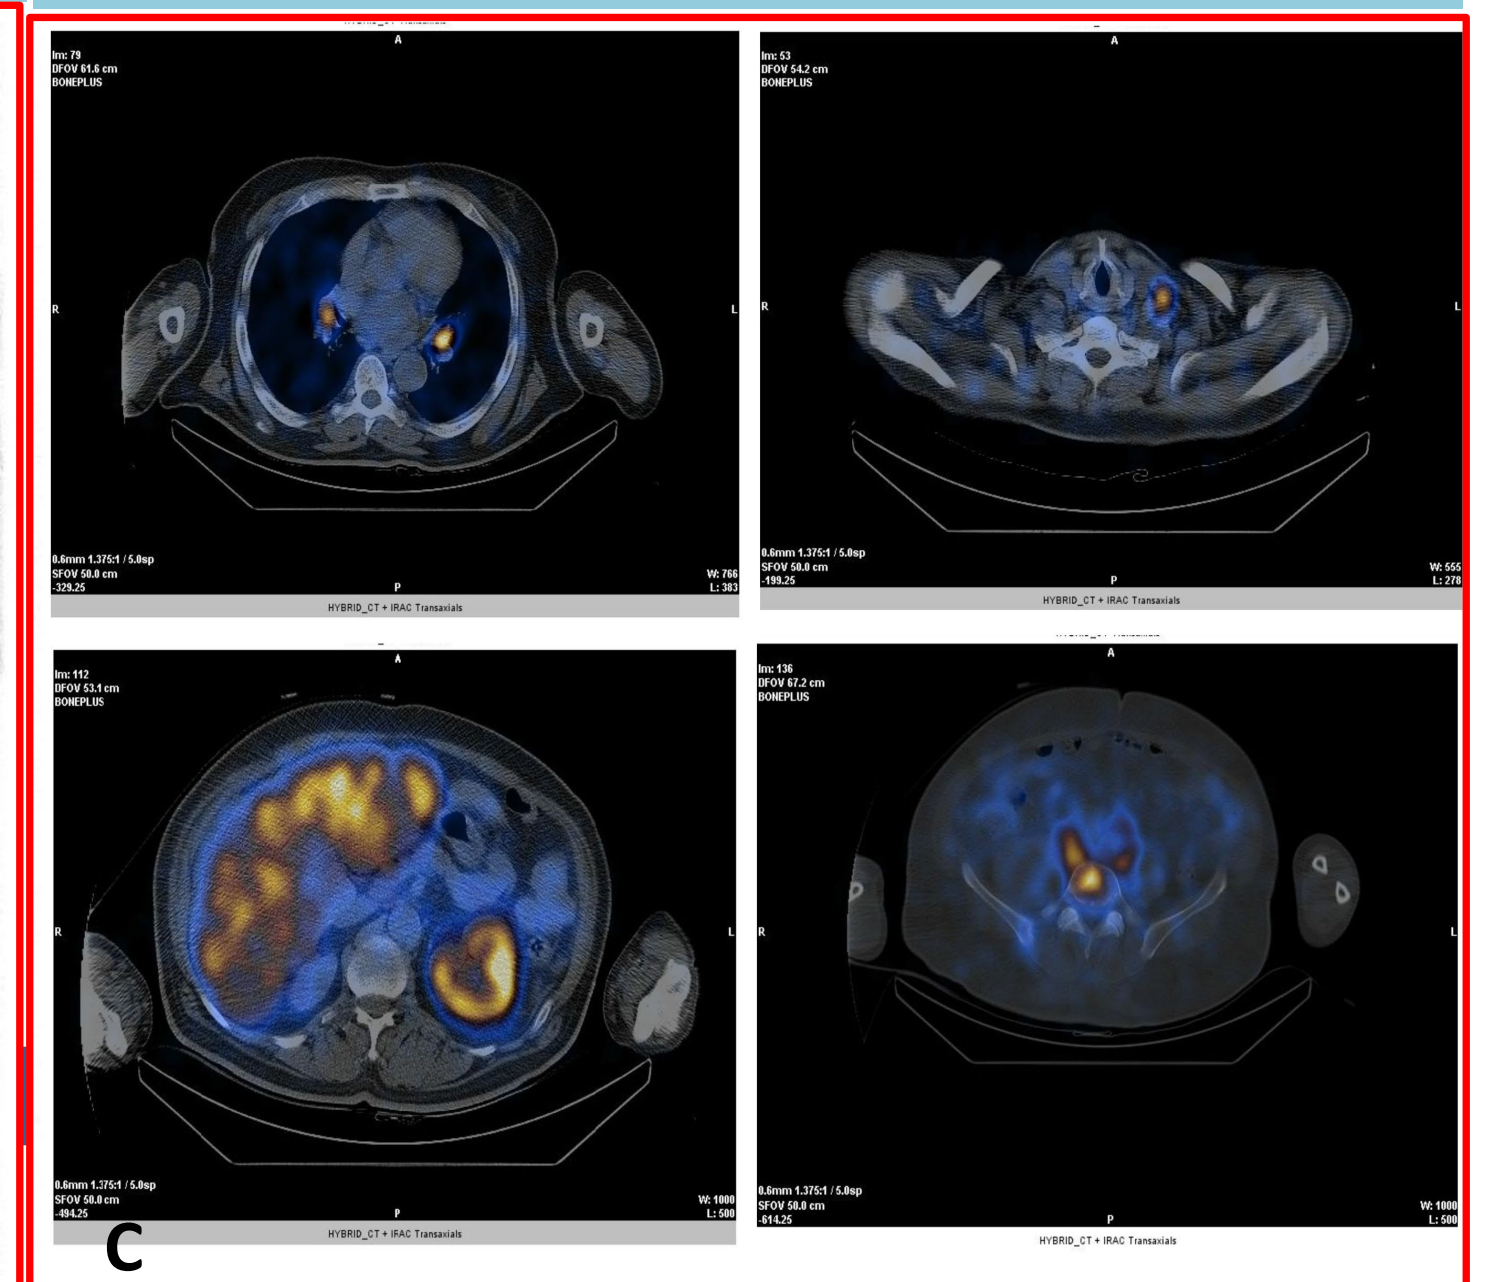 A
Im: 79
DFOV 61.6 cm
BONEPLUS
R
L
0.6mm 1.375:1 / 5.0sp
SFOV 50.0 cm
-329.25
P
W: 766
L: 383
HYBRID_CT + IRAC Transaxials
A
Im: 53
DFOV 54.2 cm
BONEPLUS
R
L
0.6mm 1.375:1 / 5.0sp
SFOV 50.0 cm
-199.25
P
W: 555
L: 278
HYBRID_CT + IRAC Transaxials
A
Im: 112
DFOV 53.1 cm
BONEPLUS
R
L
0.6mm 1.375:1 / 5.0sp
SFOV 50.0 cm
-494.25
P
W: 1000
L: 500
HYBRID_CT + IRAC Transaxials
C
A
Im: 136
DFOV 67.2 cm
BONEPLUS
R
L
0.6mm 1.375:1 / 5.0sp
SFOV 50.0 cm
-614.25
P
W: 1000
L: 500
HYBRID_CT + IRAC Transaxials